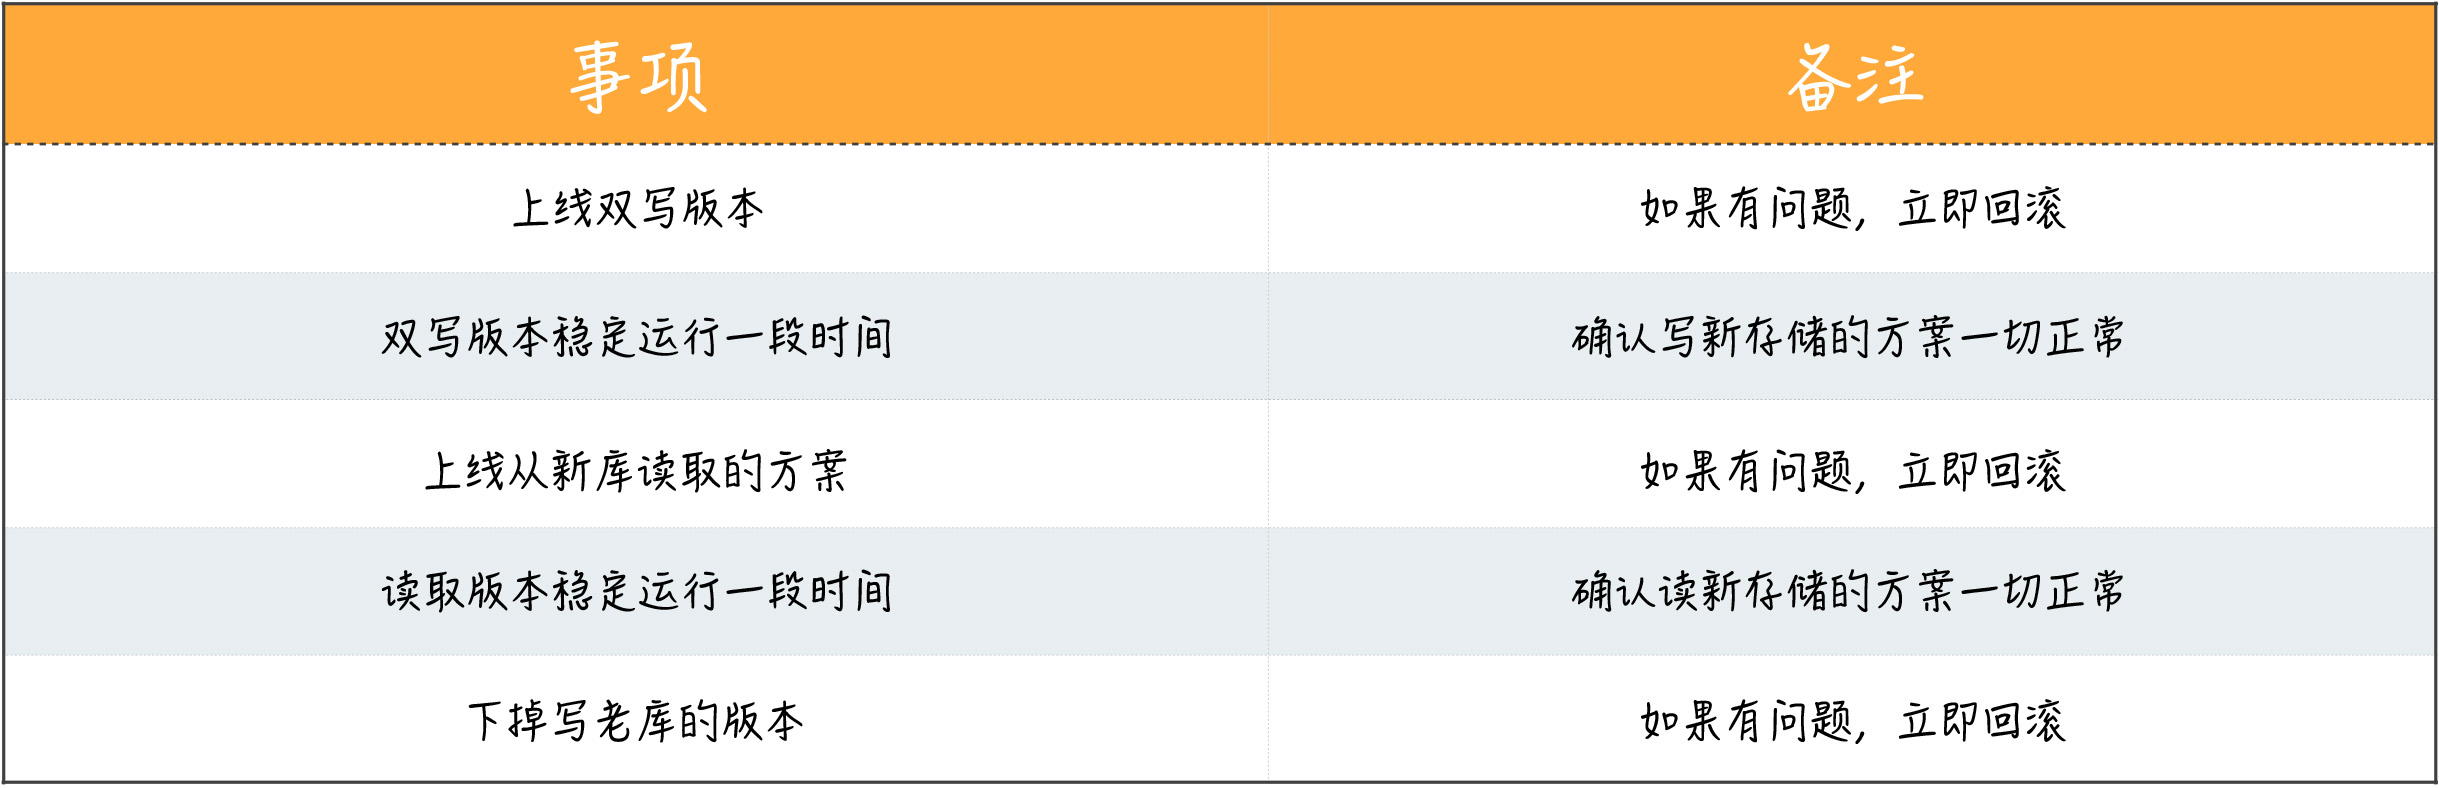 事项 备注
上线双写版本 如果有问题，立即回滚
双写版本稳定运行一段时间 确认写新存储的方案一切正常
上线从新库读取的方案 如果有问题，立即回滚
读取版本稳定运行一段时间 确认读新存储的方案一切正常
下掉写老库的版本 如果有问题，立即回滚